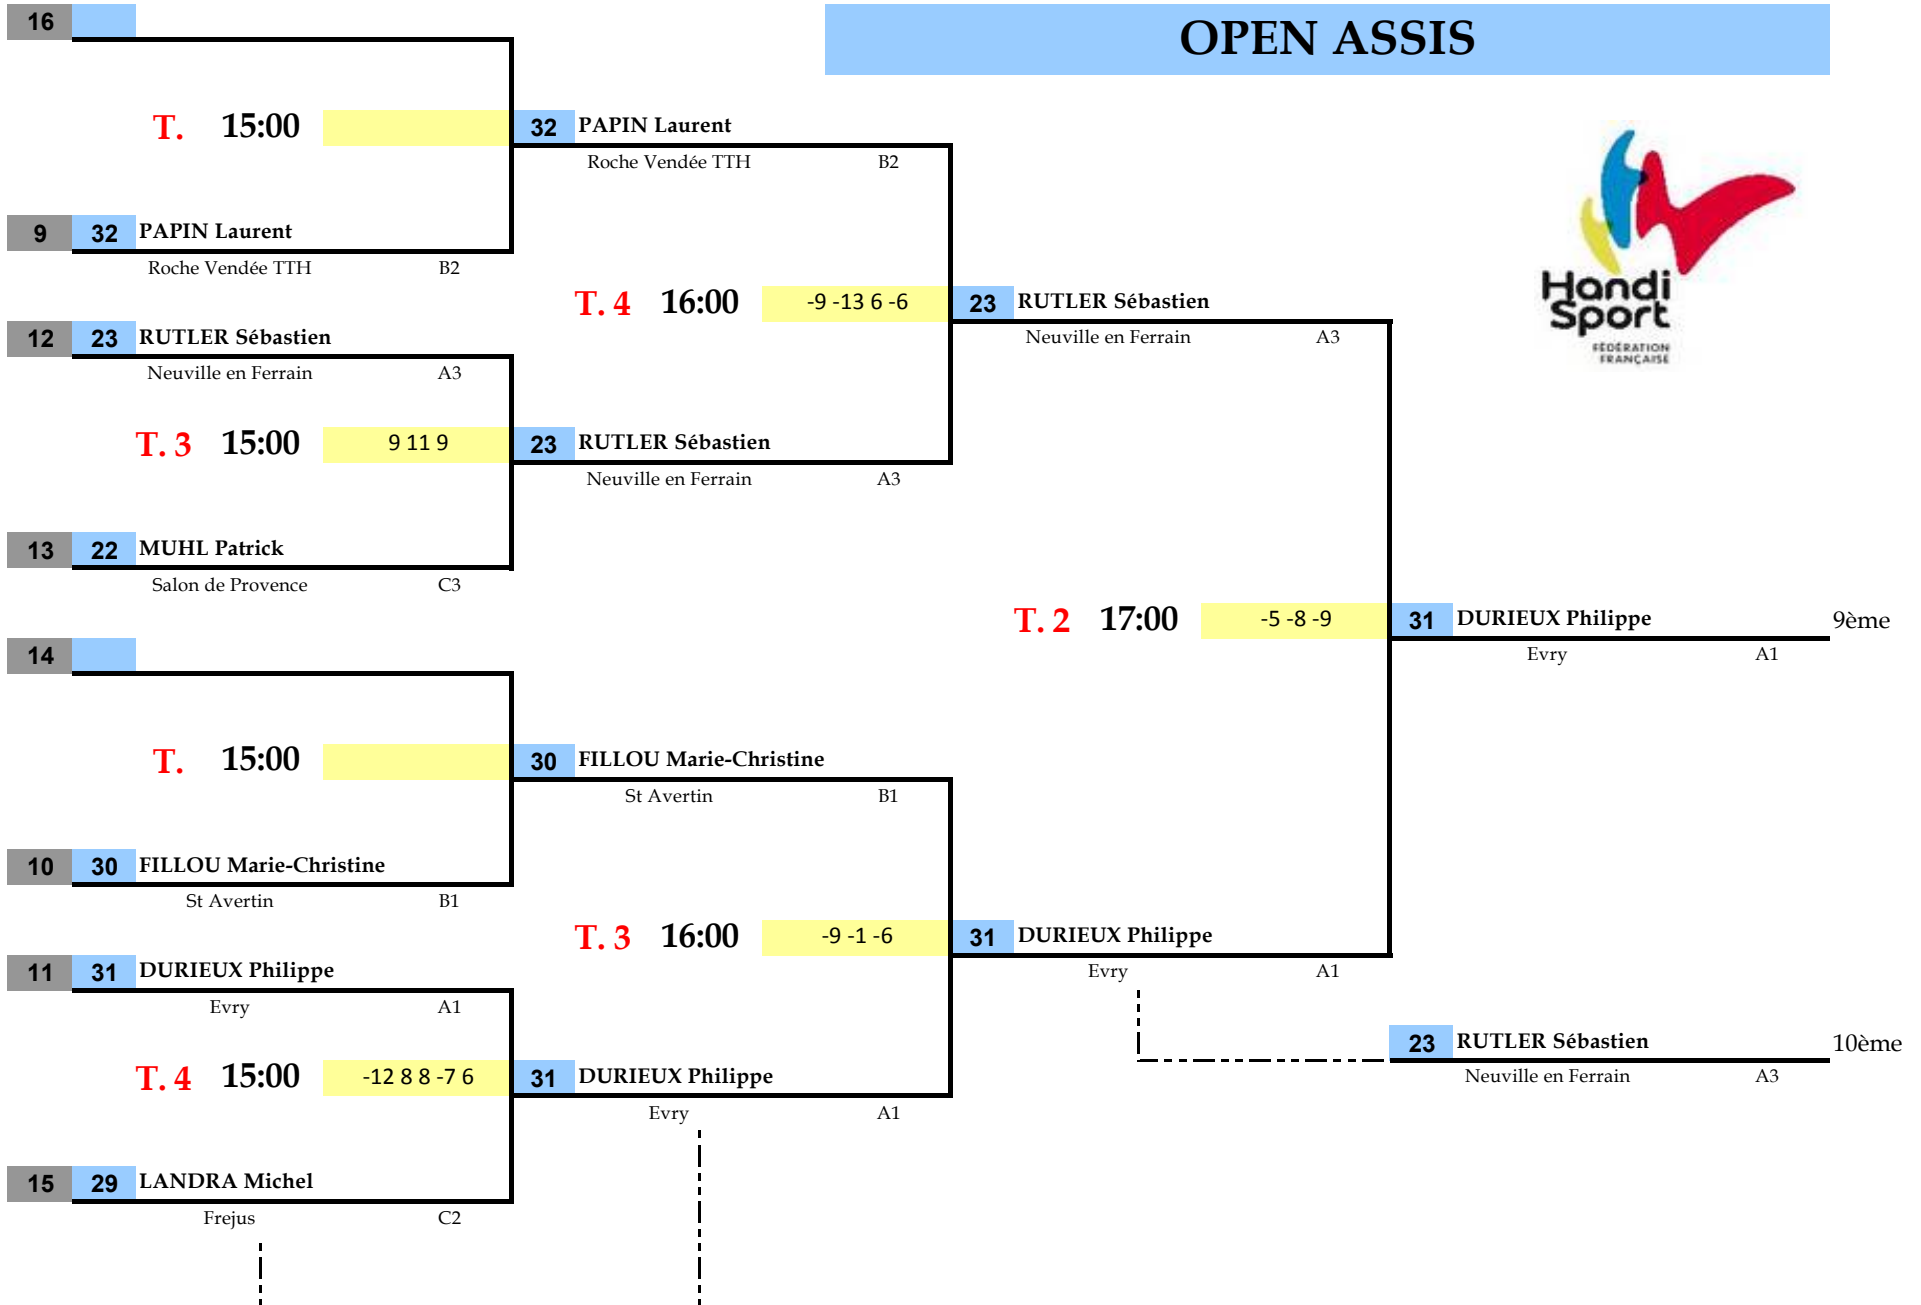 16
OPEN ASSIS
T. 15:00
32 PAPIN Laurent
Roche Vendée TTH B2
9 32 PAPIN Laurent
Roche Vendée TTH B2
T. 4 16:00 -9 -13 6 -6
23 RUTLER Sébastien
Neuville en Ferrain A3
Handi
Sport
FÉDÉRATION
FRANÇAISE
12 23 RUTLER Sébastien
Neuville en Ferrain A3
T. 3 15:00 9 11 9
23 RUTLER Sébastien
Neuville en Ferrain A3
13 22 MUHL Patrick
Salon de Provence C3
T. 2 17:00 -5 -8 -9
31 DURIEUX Philippe 9ème
Evry A1
14
T. 15:00
30 FILLOU Marie-Christine
St Avertin B1
10 30 FILLOU Marie-Christine
St Avertin B1
T. 3 16:00 -9 -1 -6
31 DURIEUX Philippe
Evry A1
11 31 DURIEUX Philippe
Evry A1
23 RUTLER Sébastien 10ème
Neuville en Ferrain A3
T. 4 15:00 -12 8 8 -7 6
31 DURIEUX Philippe
Evry A1
15 29 LANDRA Michel
Frejus C2